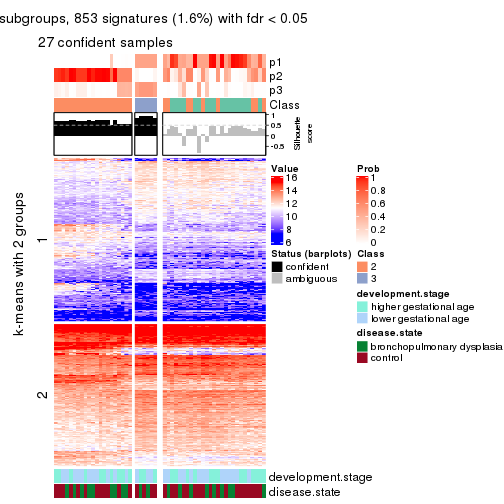 subgroups, 853 signatures (1.6%) with fdr < 0.05
27 confident samples
p1
p2
p3
Class
1
0.5
0
-0.5
Silhouette
score
k-means with 2 groups
1
2
Value
16
14
12
10
8
6
Prob
1
0.8
0.6
0.4
0.2
0
Status (barplots)
confident
ambiguous
Class
2
3
development.stage
higher gestational age
lower gestational age
disease.state
bronchopulmonary dysplasia
control
development.stage
disease.state